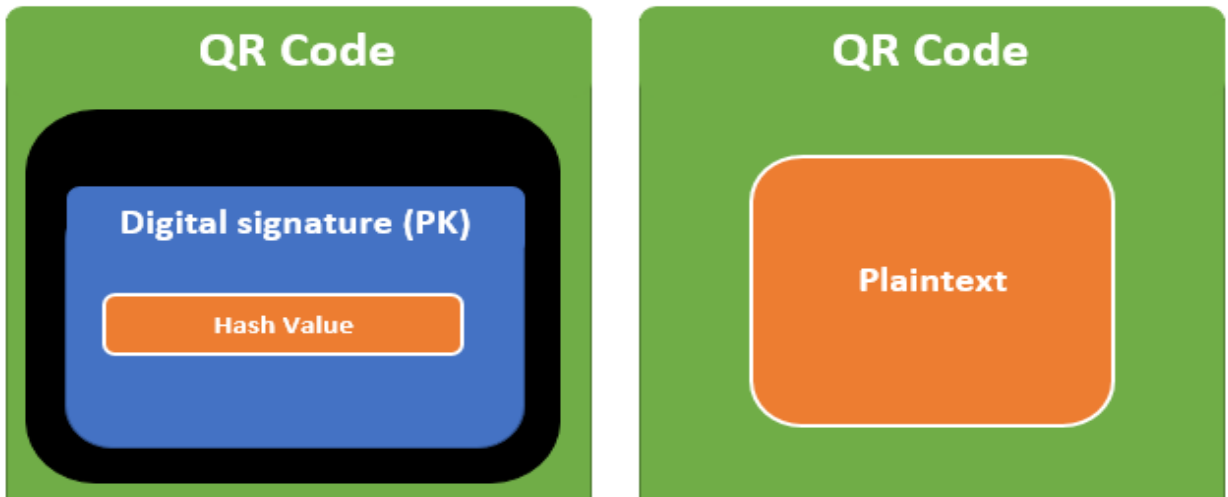 QR Code
Digital signature (PK)
Hash Value
QR Code
Plaintext